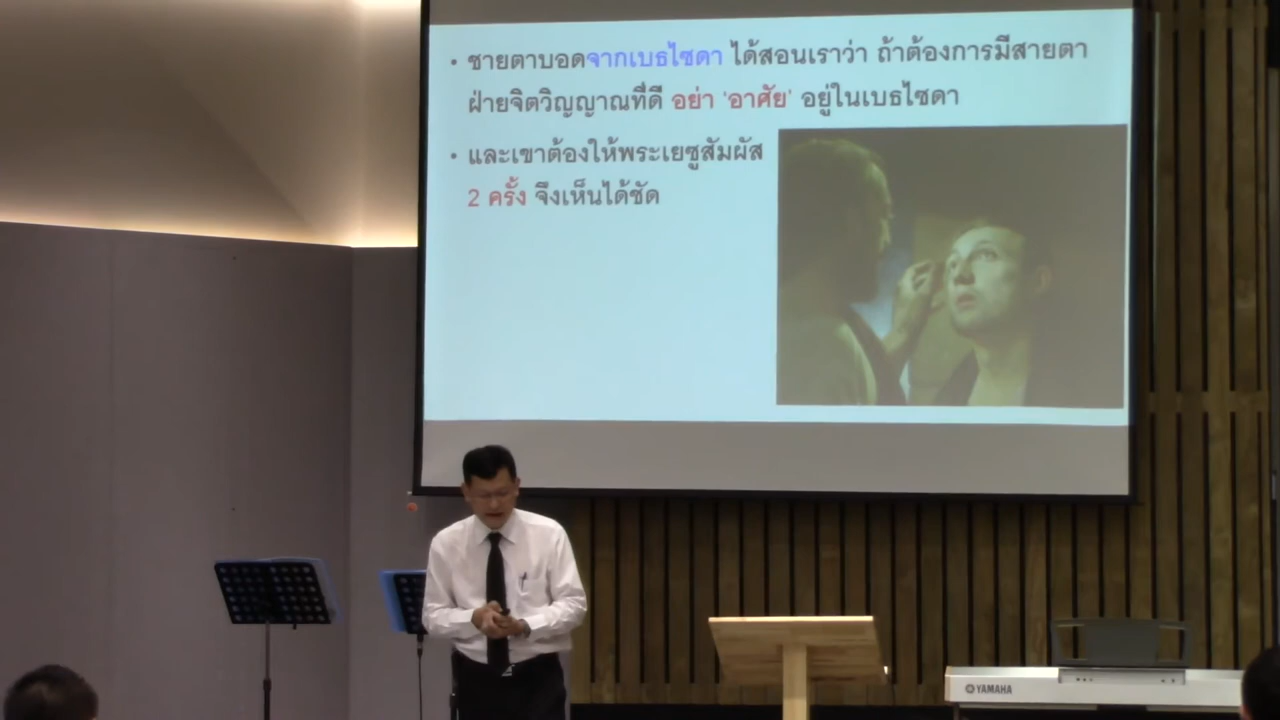 • ชายตาบอดจากเบธไซดา ได้สอนเราว่า ถ้าต้องการมีสายตา
ฝ่ายจิตวิญญาณที่ดี อย่า 'อาศัย' อยู่ในเบธไซดา
• และเขาต้องให้พระเยซูสัมผัส
2 ครั้ง จึงเห็นได้ชัด
YAMAHA